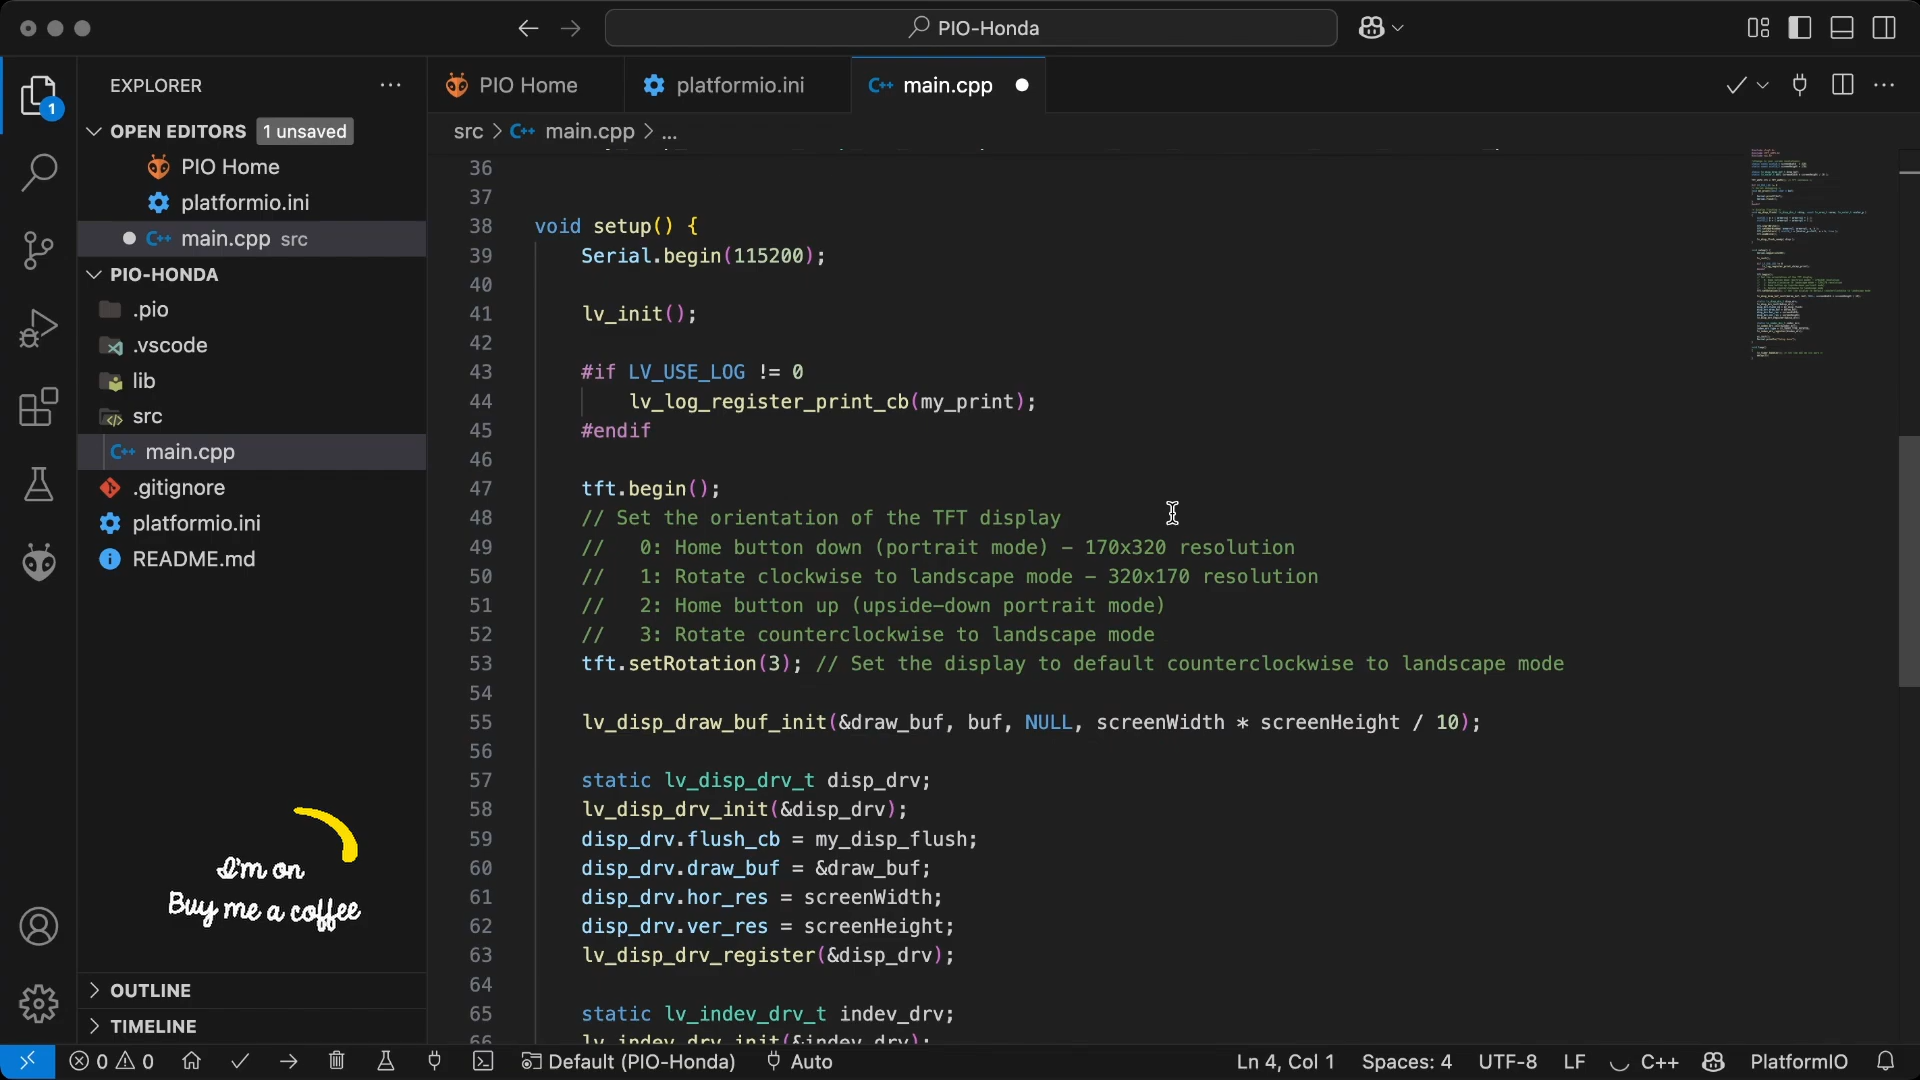 PIO-Honda
EXPLORER
OPEN EDITORS 1 unsaved
PIO Home
platformio.ini
main.cpp src
PIO-HONDA
.pio
.vscode
lib
src
main.cpp
.gitignore
platformio.ini
README.md
I'm on
Buy me a coffee
OUTLINE
TIMELINE
1
PIO Home
platformio.ini
C++ main.cpp
src > C++ main.cpp > ...
36
37
38 void setup() {
39 Serial.begin(115200);
40
41 lv_init();
42
43 #if LV_USE_LOG != 0
44 lv_log_register_print_cb(my_print);
45 #endif
46
47 tft.begin();
48 // Set the orientation of the TFT display
49 // 0: Home button down (portrait mode) – 170x320 resolution
50 // 1: Rotate clockwise to landscape mode – 320x170 resolution
51 // 2: Home button up (upside–down portrait mode)
52 // 3: Rotate counterclockwise to landscape mode
53 tft.setRotation(3); // Set the display to default counterclockwise to landscape mode
54
55 lv_disp_draw_buf_init(&draw_buf, buf, NULL, screenWidth * screenHeight / 10);
56
57 static lv_disp_drv_t disp_drv;
58 lv_disp_drv_init(&disp_drv);
59 disp_drv.flush_cb = my_disp_flush;
60 disp_drv.draw_buf = &draw_buf;
61 disp_drv.hor_res = screenWidth;
62 disp_drv.ver_res = screenHeight;
63 lv_disp_drv_register(&disp_drv);
64
65 static lv_indev_drv_t indev_drv;
66 lv_indev_drv_init(&indev_drv);
0 0 Default (PIO-Honda) Auto Ln 4, Col 1 Spaces: 4 UTF-8 LF C++ PlatformIO